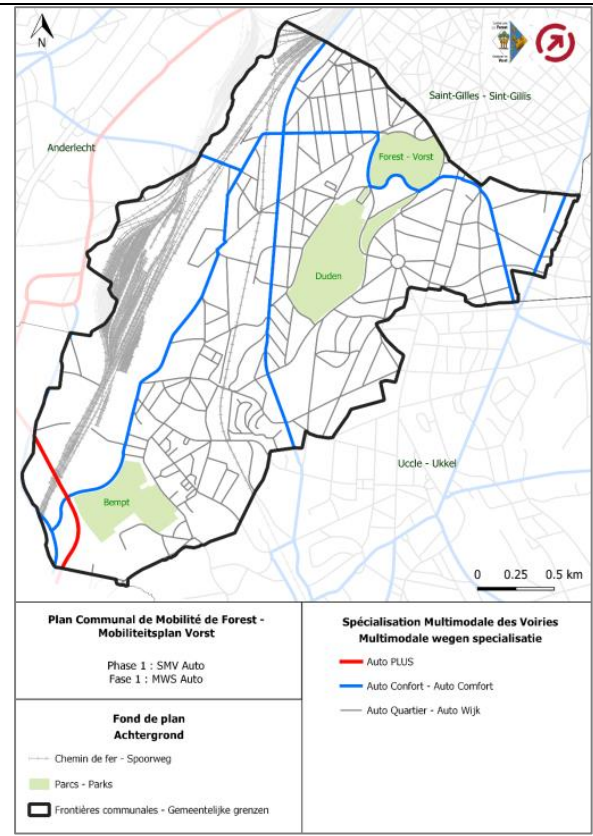 N
Saint-Gilles - Sint-Gillis
Anderlecht
Forest - Vorst
Duden
Uccle - Ukkel
Bempt
0 0.25 0.5 km
Plan Communal de Mobilité de Forest -
Mobiliteitsplan Vorst
Phase 1 : SMV Auto
Fase 1 : MWS Auto
Fond de plan
Achtergrond
Chemin de fer - Spoorweg
Parcs - Parks
Frontières communales - Gemeentelijke grenzen
Spécialisation Multimodale des Voiries
Multimodale wegen specialisatie
Auto PLUS
Auto Confort - Auto Comfort
Auto Quartier - Auto Wijk